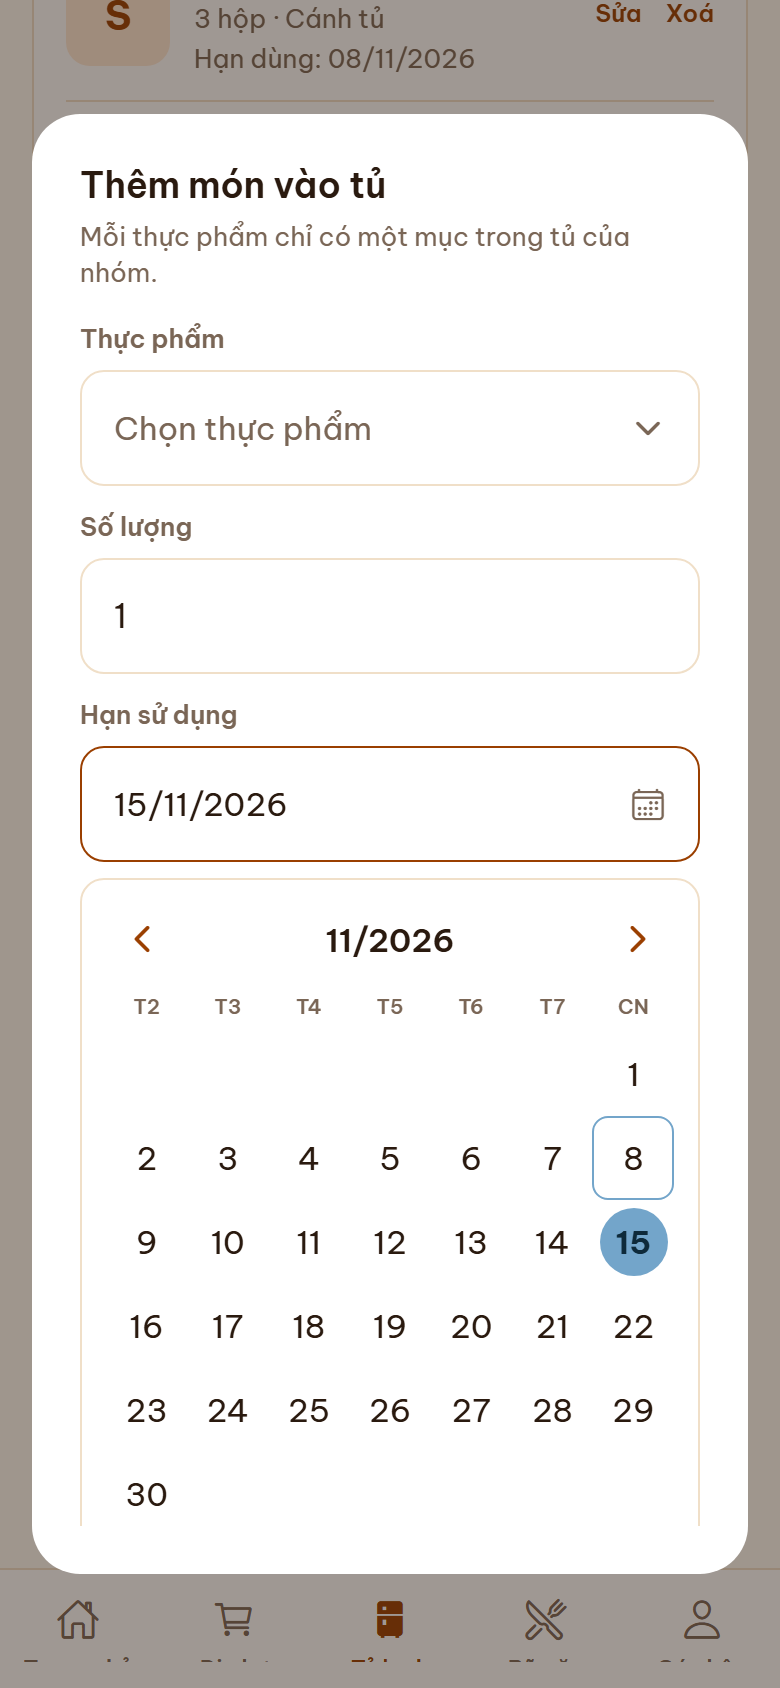 S
3 hộp · Cánh tủ
Sửa Xoá
Hạn dùng: 08/11/2026
Thêm món vào tủ
Mỗi thực phẩm chỉ có một mục trong tủ của
nhóm.
Thực phẩm
Chọn thực phẩm
Số lượng
1
Hạn sử dụng
15/11/2026
11/2026
T2 T3 T4 T5 T6 T7 CN
1
2 3 4 5 6 7 8
9 10 11 12 13 14 15
16 17 18 19 20 21 22
23 24 25 26 27 28 29
30